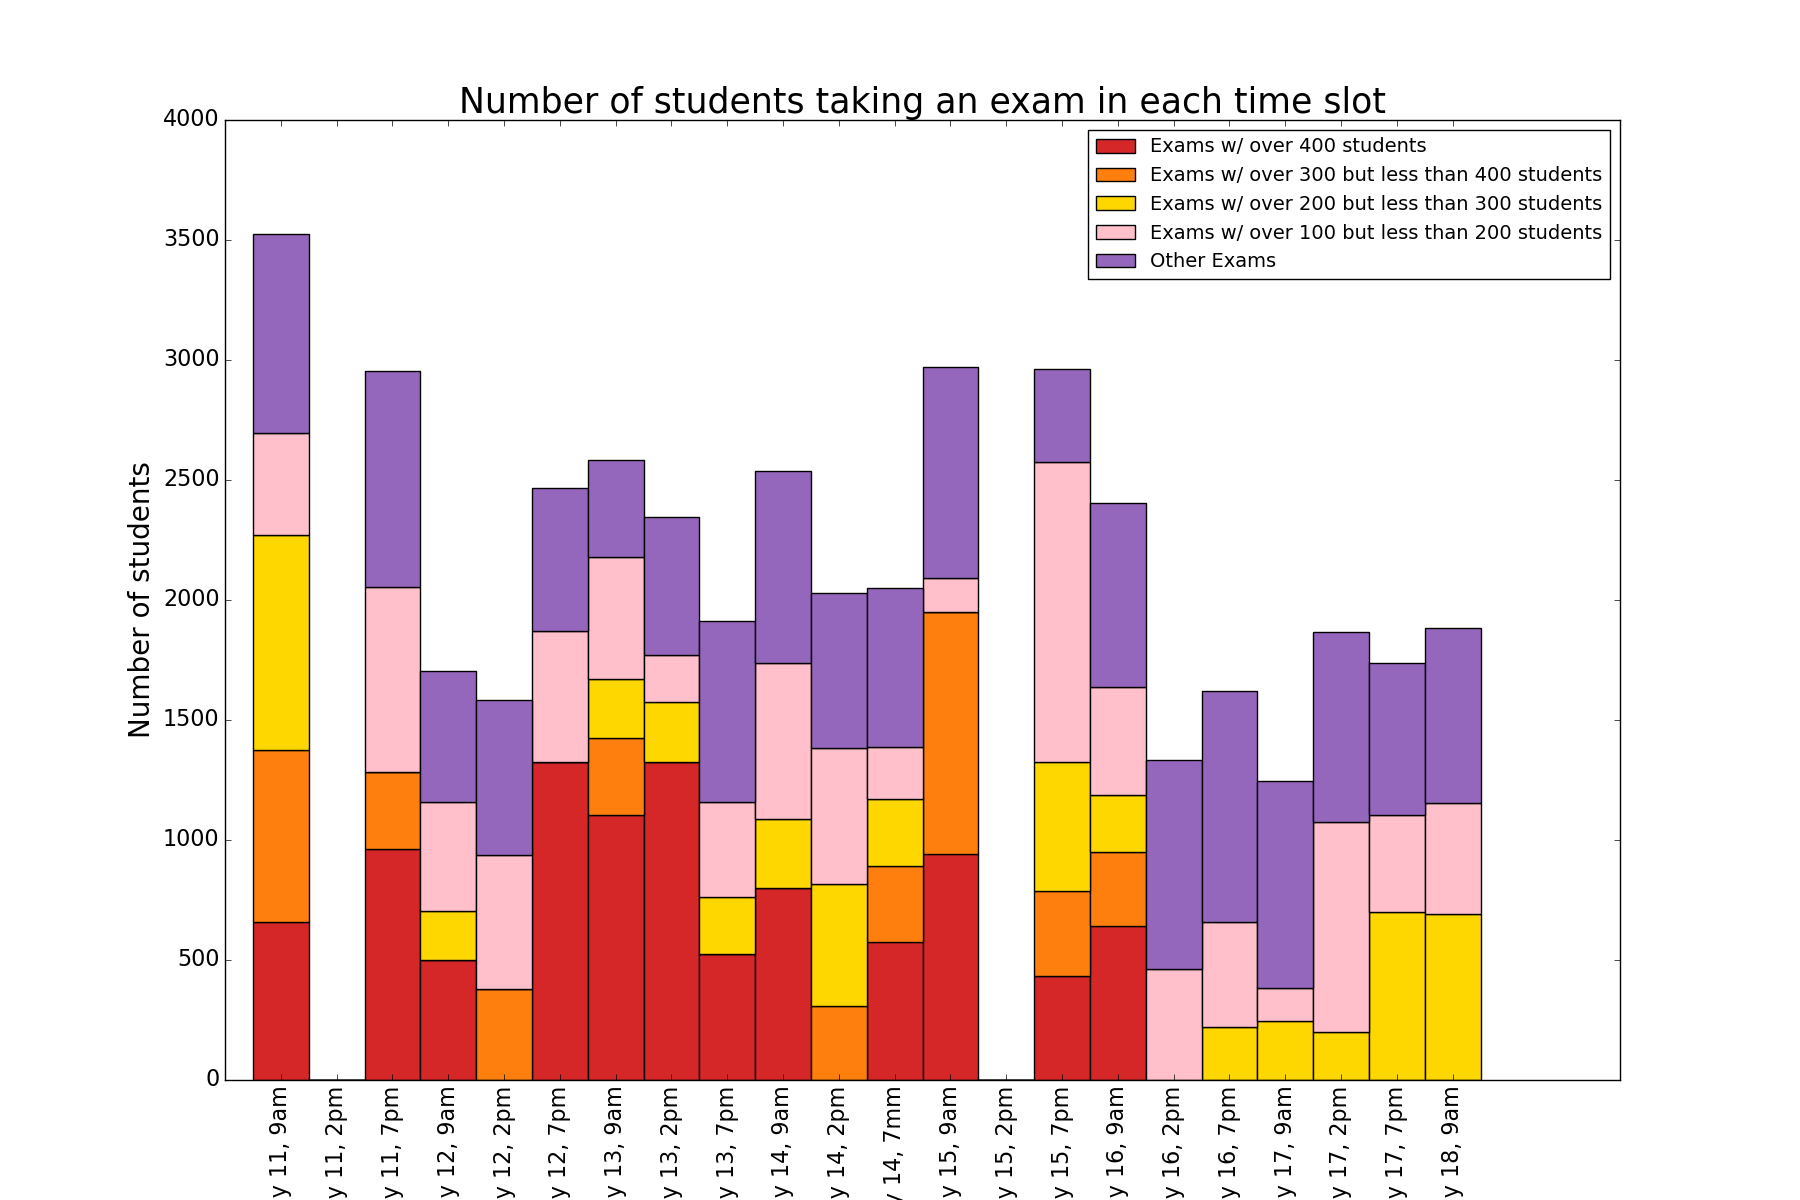 Number of students taking an exam in each time slot
Number of students
4000
3500
3000
2500
2000
1500
1000
500
0
Exams w/ over 400 students
Exams w/ over 300 but less than 400 students
Exams w/ over 200 but less than 300 students
Exams w/ over 100 but less than 200 students
Other Exams
y 11, 9am
y 11, 2pm
y 11, 7pm
y 12, 9am
y 12, 2pm
y 12, 7pm
y 13, 9am
y 13, 2pm
y 13, 7pm
y 14, 9am
y 14, 2pm
y 14, 7mm
y 15, 9am
y 15, 2pm
y 15, 7pm
y 16, 9am
y 16, 2pm
y 16, 7pm
y 17, 9am
y 17, 2pm
y 17, 7pm
y 18, 9am